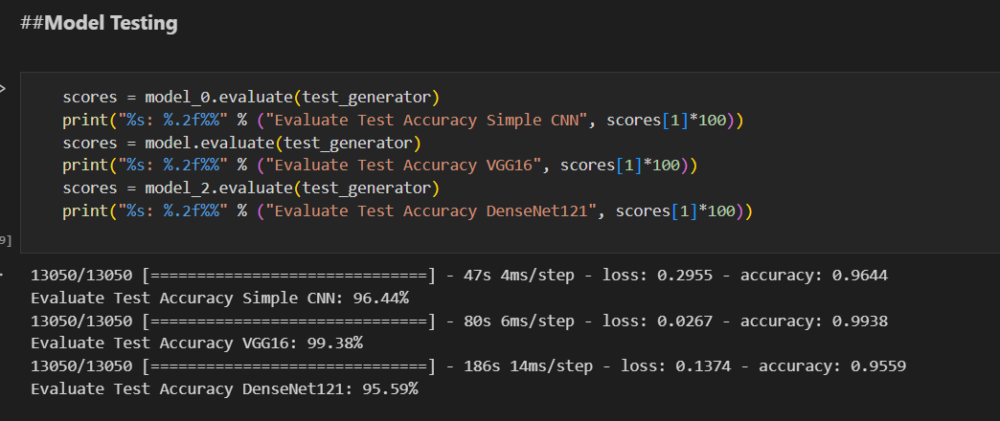 ##Model Testing
scores = model_0.evaluate(test_generator)
print("%s: %.2f%%" % ("Evaluate Test Accuracy Simple CNN", scores[1]*100))
scores = model.evaluate(test_generator)
print("%s: %.2f%%" % ("Evaluate Test Accuracy VGG16", scores[1]*100))
scores = model_2.evaluate(test_generator)
print("%s: %.2f%%" % ("Evaluate Test Accuracy DenseNet121", scores[1]*100))
9]
13050/13050 [==============================] - 47s 4ms/step - loss: 0.2955 - accuracy: 0.9644
Evaluate Test Accuracy Simple CNN: 96.44%
13050/13050 [==============================] - 80s 6ms/step - loss: 0.0267 - accuracy: 0.9938
Evaluate Test Accuracy VGG16: 99.38%
13050/13050 [==============================] - 186s 14ms/step - loss: 0.1374 - accuracy: 0.9559
Evaluate Test Accuracy DenseNet121: 95.59%